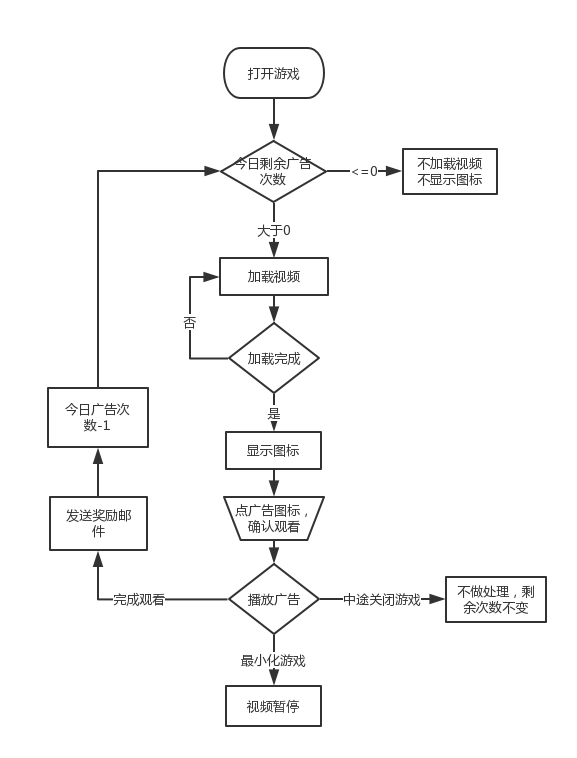 打开游戏
今日剩余广告
次数
<=0
不加载视频
不显示图标
大于0
加载视频
否
加载完成
是
今日广告次
数-1
显示图标
点广告图标，
确认观看
发送奖励邮
件
完成观看
播放广告
中途关闭游戏
不做处理，剩
余次数不变
最小化游戏
视频暂停